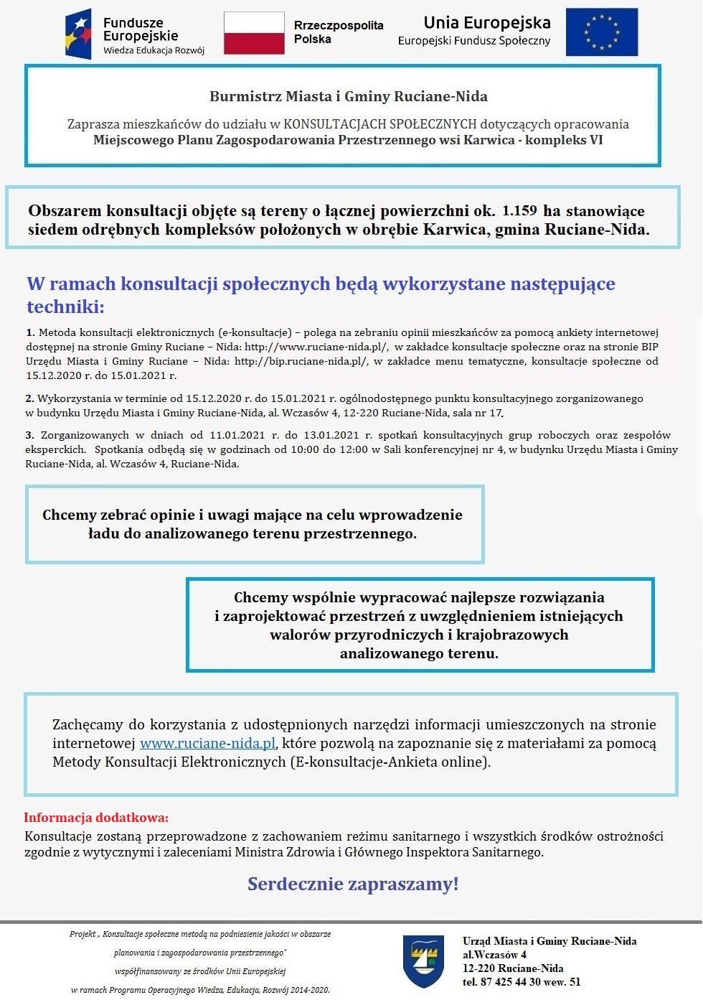 Fundusze
Europejskie
Wiedza Edukacja Rozwój
Rzeczpospolita
Polska
Unia Europejska
Europejski Fundusz Społeczny
Burmistrz Miasta i Gminy Ruciane-Nida
Zaprasza mieszkańców do udziału w KONSULTACJACH SPOŁECZNYCH dotyczących opracowania
Miejscowego Planu Zagospodarowania Przestrzennego wsi Karwica - kompleks VI
Obszarem konsultacji objęte są tereny o łącznej powierzchni ok. 1.159 ha stanowiące
siedem odrębnych kompleksów położonych w obrębie Karwica, gmina Ruciane-Nida.
W ramach konsultacji społecznych będą wykorzystane następujące
techniki:
1. Metoda konsultacji elektronicznych (e-konsultacje) – polega na zebraniu opinii mieszkańców za pomocą ankiety internetowej
dostępnej na stronie Gminy Ruciane – Nida: http://www.ruciane-nida.pl/, w zakładce konsultacje społeczne oraz na stronie BIP
Urzędu Miasta i Gminy Ruciane – Nida: http://bip.ruciane-nida.pl/, w zakładce menu tematyczne, konsultacje społeczne od
15.12.2020 r. do 15.01.2021 r.
2. Wykorzystania w terminie od 15.12.2020 r. do 15.01.2021 r. ogólnodostępnego punktu konsultacyjnego zorganizowanego
w budynku Urzędu Miasta i Gminy Ruciane-Nida, al. Wczasów 4, 12-220 Ruciane-Nida, sala nr 17.
3. Zorganizowanych w dniach od 11.01.2021 r. do 13.01.2021 r. spotkań konsultacyjnych grup roboczych oraz zespołów
eksperckich. Spotkania odbędą się w godzinach od 10:00 do 12:00 w Sali konferencyjnej nr 4, w budynku Urzędu Miasta i Gminy
Ruciane-Nida, al. Wczasów 4, Ruciane-Nida.
Chcemy zebrać opinie i uwagi mające na celu wprowadzenie
ładu do analizowanego terenu przestrzennego.
Chcemy wspólnie wypracować najlepsze rozwiązania
i zaprojektować przestrzeń z uwzględnieniem istniejących
walorów przyrodniczych i krajobrazowych
analizowanego terenu.
Zachęcamy do korzystania z udostępnionych narzędzi informacji umieszczonych na stronie
internetowej www.ruciane-nida.pl, które pozwolą na zapoznanie się z materiałami za pomocą
Metody Konsultacji Elektronicznych (E-konsultacje-Ankieta online).
Informacja dodatkowa:
Konsultacje zostaną przeprowadzone z zachowaniem reżimu sanitarnego i wszystkich środków ostrożności
zgodnie z wytycznymi i zaleceniami Ministra Zdrowia i Głównego Inspektora Sanitarnego.
Serdecznie zapraszamy!
Projekt „ Konsultacje społeczne metodą na podniesienie jakości w obszarze
planowania i zagospodarowania przestrzennego"
współfinansowany ze środków Unii Europejskiej
w ramach Programu Operacyjnego Wiedza, Edukacja, Rozwój 2014-2020.
Urząd Miasta i Gminy Ruciane-Nida
al.Wczasów 4
12-220 Ruciane-Nida
tel. 87 425 44 30 wew. 51